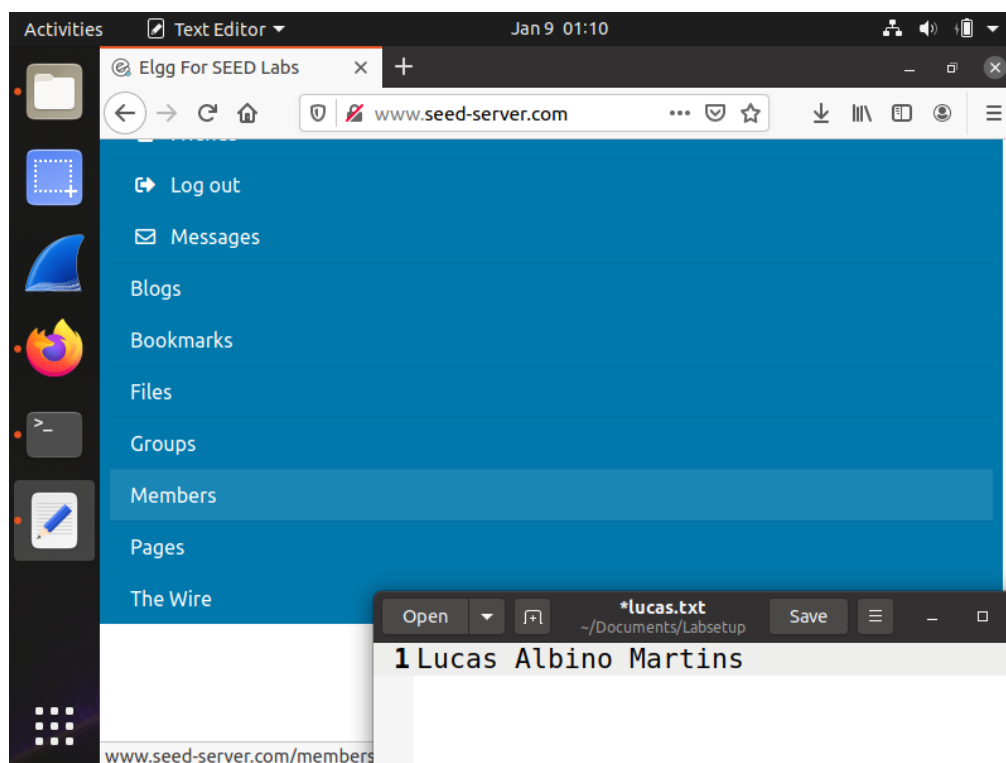 Activities Text Editor Jan 9 01:10
Elgg For SEED Labs
www.seed-server.com
Log out
Messages
Blogs
Bookmarks
Files
Groups
Members
Pages
The Wire
Open *lucas.txt Save
~/Documents/Labsetup
1 Lucas Albino Martins
www.seed-server.com/members